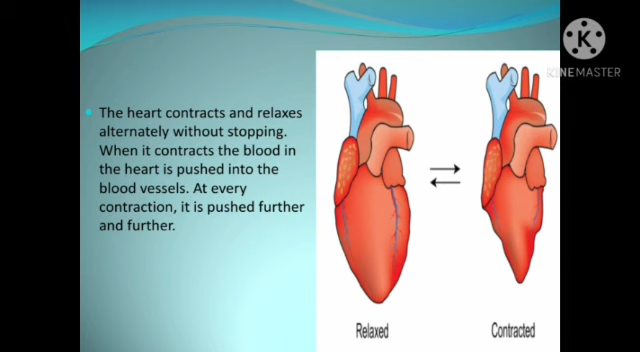 K
KINEMASTER
The heart contracts and relaxes
alternately without stopping.
When it contracts the blood in
the heart is pushed into the
blood vessels. At every
contraction, it is pushed further
and further.
Relaxed
Contracted